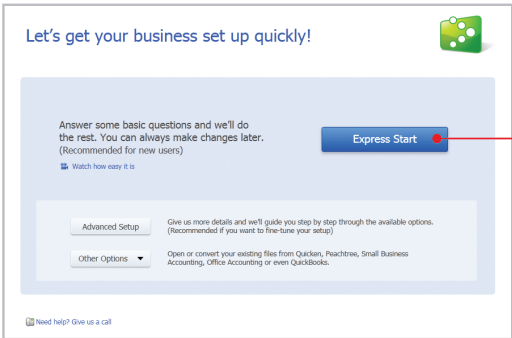 Let's get your business set up quickly!
Answer some basic questions and we'll do
the rest. You can always make changes later.
(Recommended for new users)
Watch how easy it is
Express Start
Advanced Setup
Give us more details and we'll guide you step by step through the available options.
(Recommended if you want to fine-tune your setup)
Other Options
Open or convert your existing files from Quicken, Peachtree, Small Business
Accounting, Office Accounting or even QuickBooks.
Need help? Give us a call